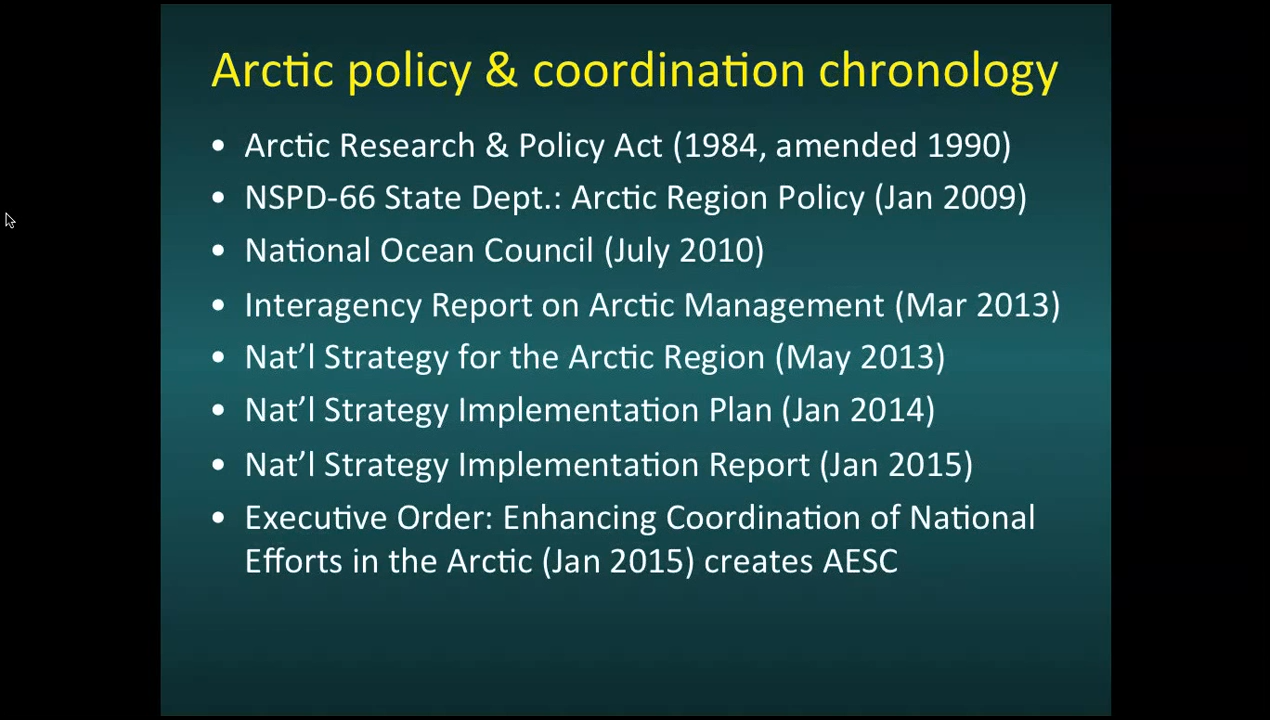 Arctic policy & coordination chronology
• Arctic Research & Policy Act (1984, amended 1990)
• NSPD-66 State Dept.: Arctic Region Policy (Jan 2009)
• National Ocean Council (July 2010)
• Interagency Report on Arctic Management (Mar 2013)
• Nat’l Strategy for the Arctic Region (May 2013)
• Nat’l Strategy Implementation Plan (Jan 2014)
• Nat’l Strategy Implementation Report (Jan 2015)
• Executive Order: Enhancing Coordination of National
Efforts in the Arctic (Jan 2015) creates AESC